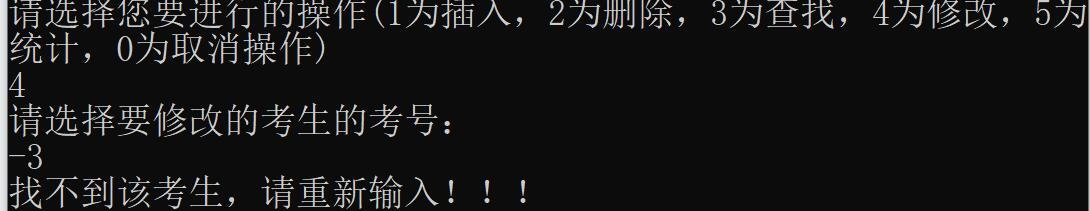 请选择您要进行的操作(1为插入，2为删除，3为查找，4为修改，5为
统计，0为取消操作)
4
请选择要修改的考生的考号：
-3
找不到该考生，请重新输入！！！